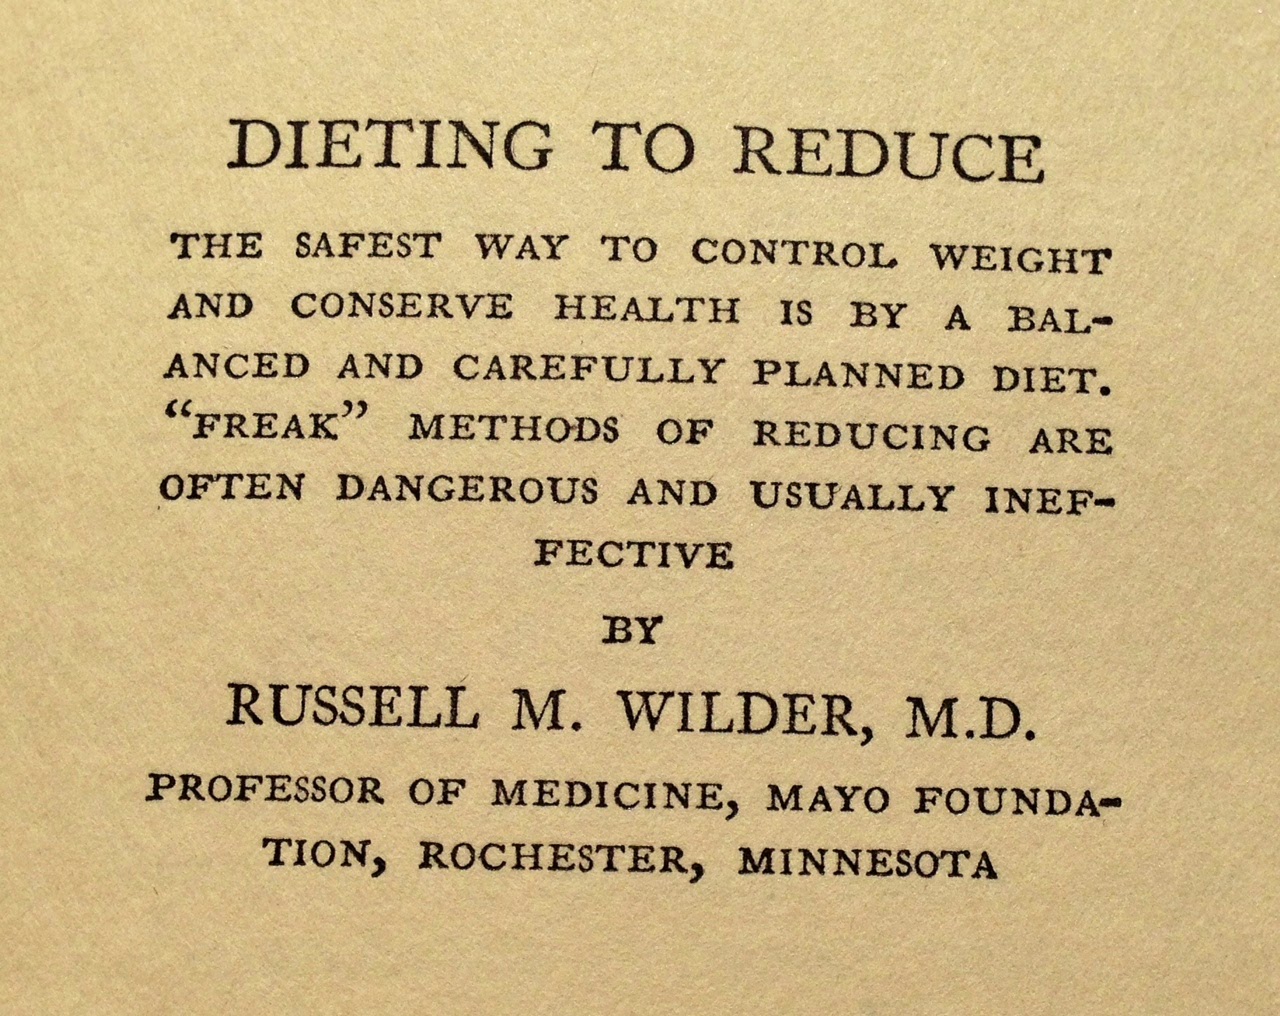 DIETING TO REDUCE
THE SAFEST WAY TO CONTROL WEIGHT
AND CONSERVE HEALTH IS BY A BAL-
ANCED AND CAREFULLY PLANNED DIET.
“FREAK” METHODS OF REDUCING ARE
OFTEN DANGEROUS AND USUALLY INEF-
FECTIVE
BY
RUSSELL M. WILDER, M.D.
PROFESSOR OF MEDICINE, MAYO FOUNDA-
TION, ROCHESTER, MINNESOTA